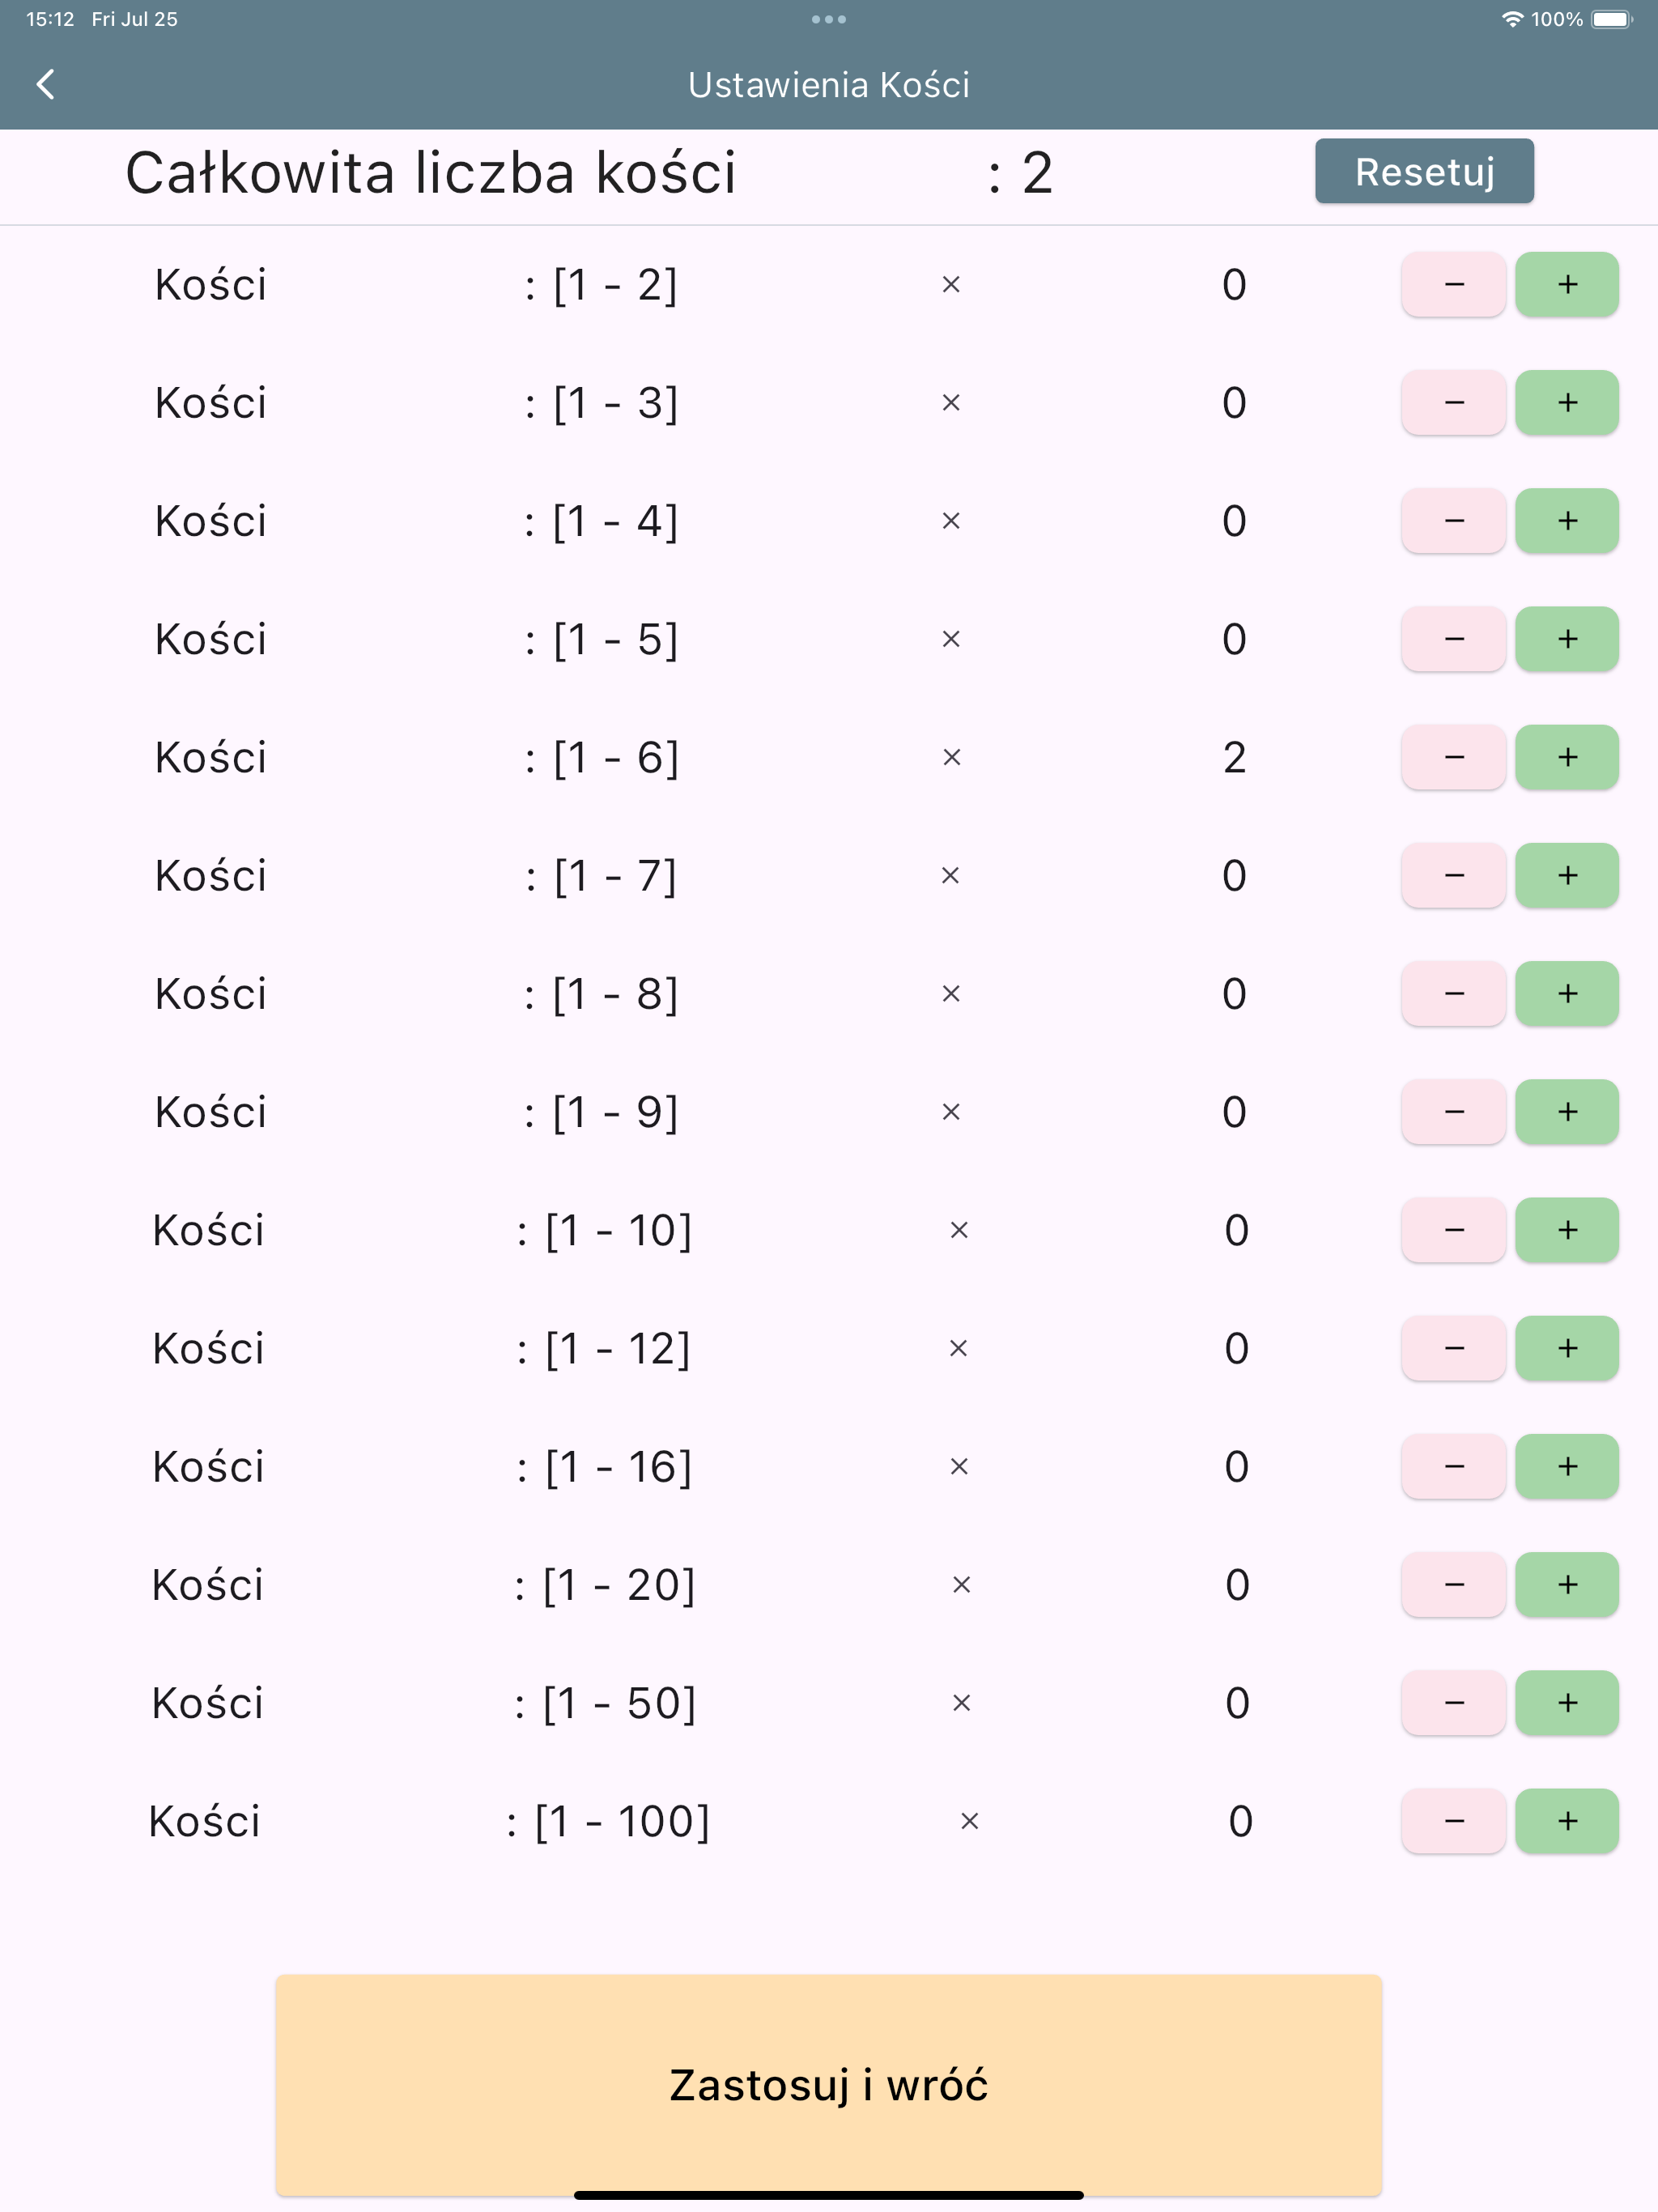 15:12 Fri Jul 25 100%
Ustawienia Kości
Całkowita liczba kości : 2 Resetuj
Kości : [1 - 2] × 0 − +
Kości : [1 - 3] × 0 − +
Kości : [1 - 4] × 0 − +
Kości : [1 - 5] × 0 − +
Kości : [1 - 6] × 2 − +
Kości : [1 - 7] × 0 − +
Kości : [1 - 8] × 0 − +
Kości : [1 - 9] × 0 − +
Kości : [1 - 10] × 0 − +
Kości : [1 - 12] × 0 − +
Kości : [1 - 16] × 0 − +
Kości : [1 - 20] × 0 − +
Kości : [1 - 50] × 0 − +
Kości : [1 - 100] × 0 − +
Zastosuj i wróć